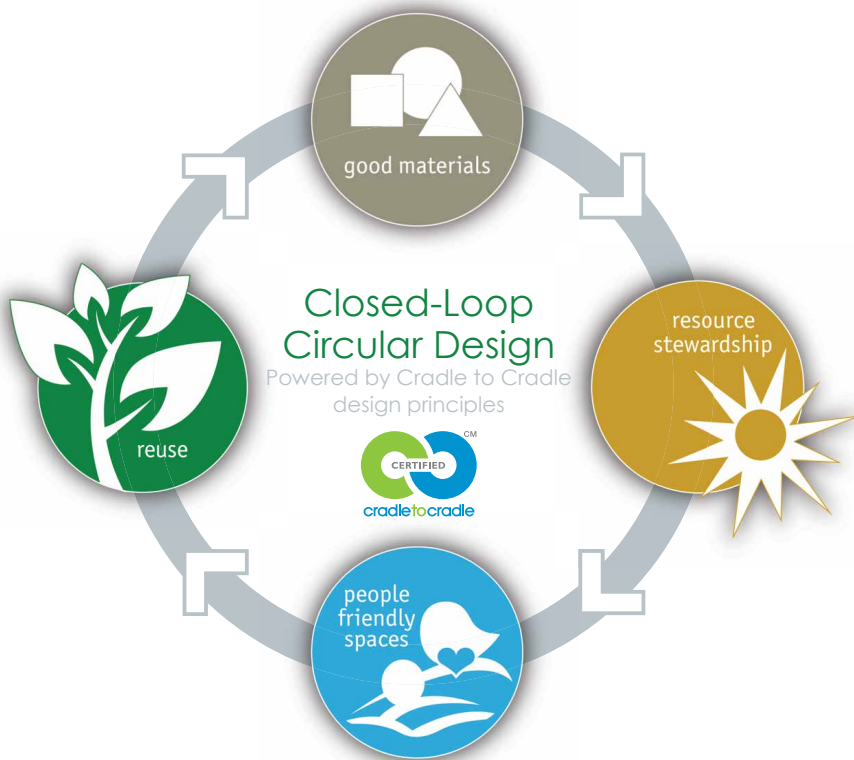 good materials
Closed-Loop
Circular Design
Powered by Cradle to Cradle
design principles
CM
CERTIFIED
cradletocradle
resource
stewardship
people
friendly
spaces
reuse